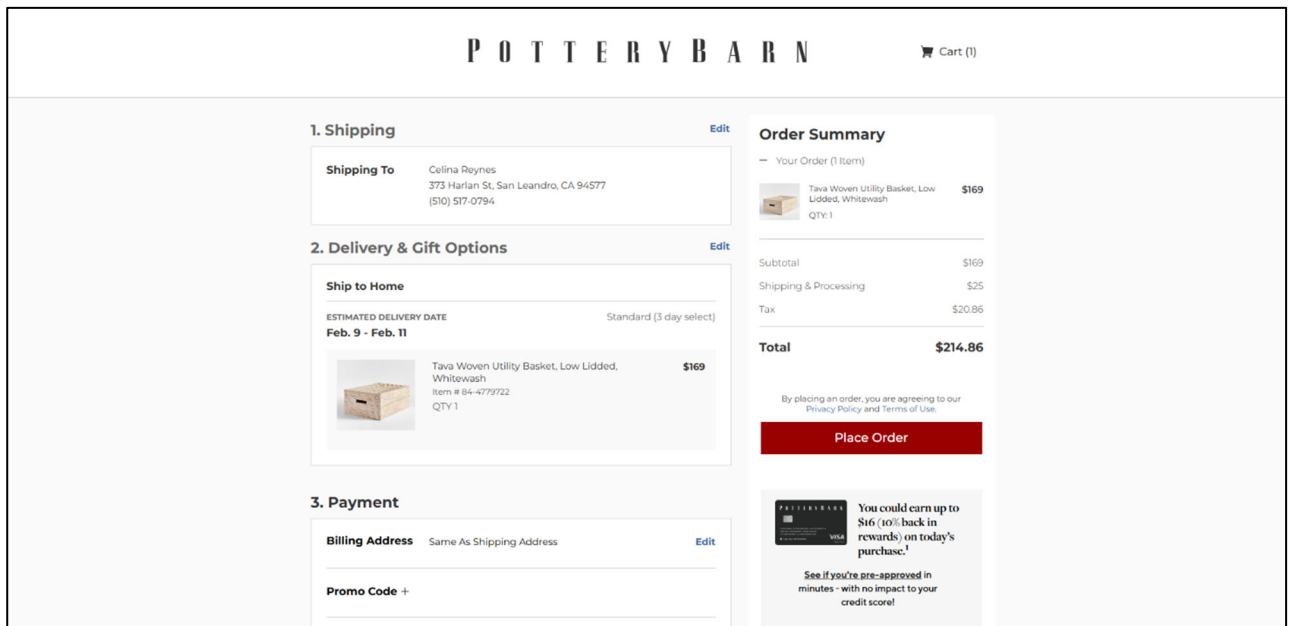 POTTERYBARN
Cart (1)
1. Shipping
Edit
Shipping To
Celina Reynes
373 Harlan St, San Leandro, CA 94577
(510) 517-0794
2. Delivery & Gift Options
Edit
Ship to Home
ESTIMATED DELIVERY DATE
Standard (3 day select)
Feb. 9 - Feb. 11
Tava Woven Utility Basket, Low Lidded,
$169
Whitewash
Item # 84-4779722
QTY 1
3. Payment
Billing Address
Same As Shipping Address
Edit
Promo Code +
Order Summary
− Your Order (1 Item)
Tava Woven Utility Basket, Low
$169
Lidded, Whitewash
QTY: 1
Subtotal
$169
Shipping & Processing
$25
Tax
$20.86
Total
$214.86
By placing an order, you are agreeing to our
Privacy Policy and Terms of Use.
Place Order
POTTERYBARN
VISA
You could earn up to
$16 (10% back in
rewards) on today's
purchase.¹
See if you're pre-approved in
minutes - with no impact to your
credit score!